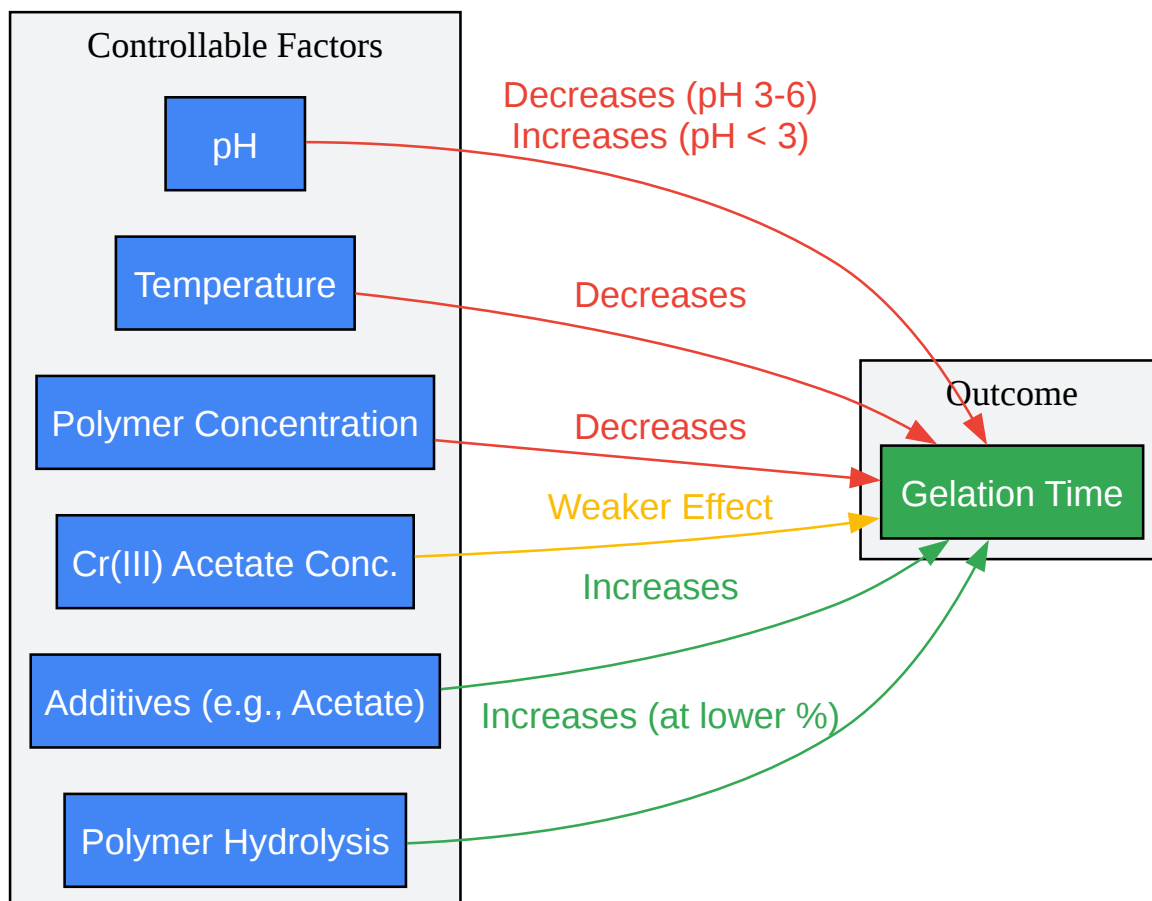 Controllable Factors
pH
Decreases (pH 3-6)
Increases (pH < 3)
Temperature
Decreases
Polymer Concentration
Decreases
Cr(III) Acetate Conc.
Weaker Effect
Additives (e.g., Acetate)
Increases
Polymer Hydrolysis
Increases (at lower %)
Outcome
Gelation Time